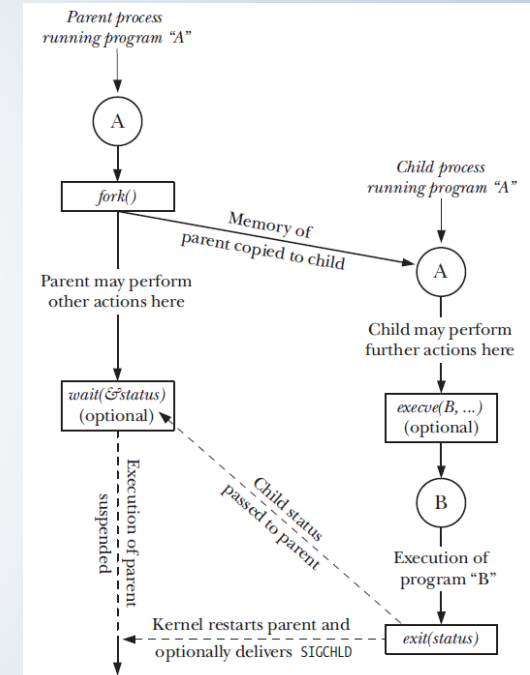 Parent process
running program “A”
A
fork()
Child process
running program “A”
Memory of
parent copied to child
A
Parent may perform
other actions here
Child may perform
further actions here
wait(&status)
(optional)
execve(B, ...)
(optional)
B
Execution of parent
suspended
Child status
passed to parent
Execution of
program “B”
Kernel restarts parent and
optionally delivers SIGCHLD
exit(status)